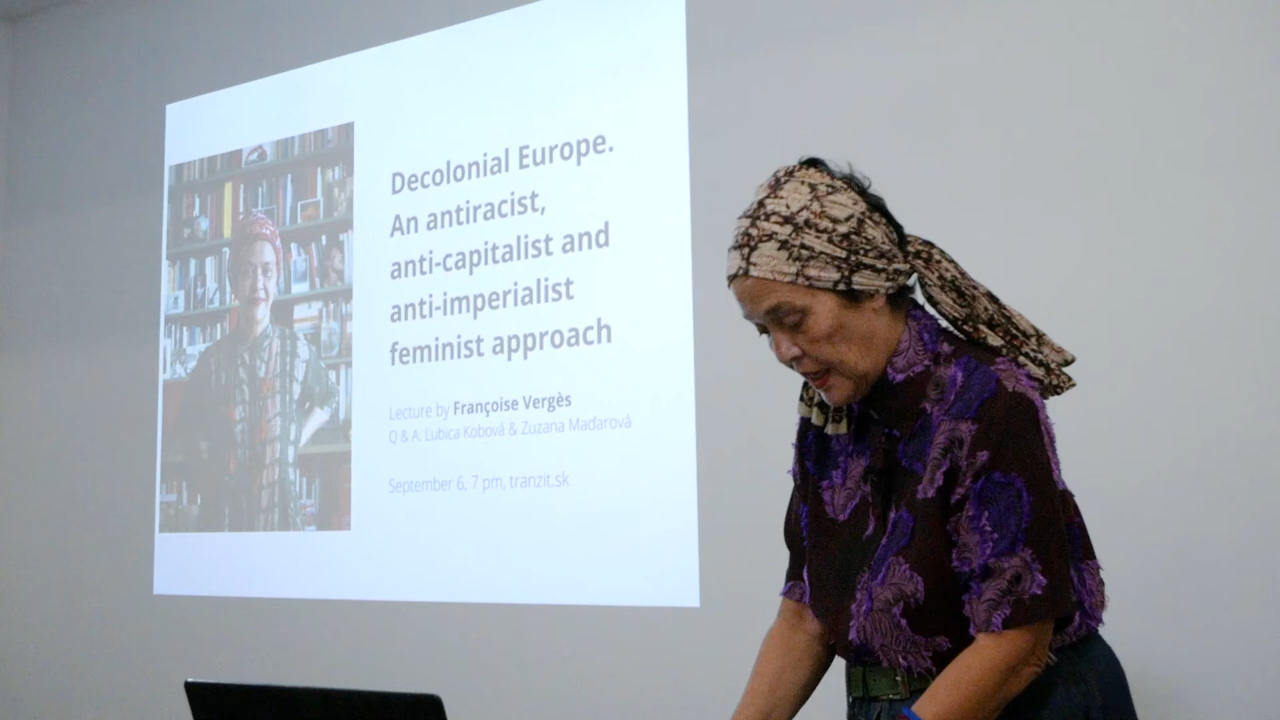 Decolonial Europe.
An antiracist,
anti-capitalist and
anti-imperialist
feminist approach
Lecture by Françoise Vergès
Q & A: Ľubica Kobová & Zuzana Maďarová
September 6, 7 pm, tranzit.sk